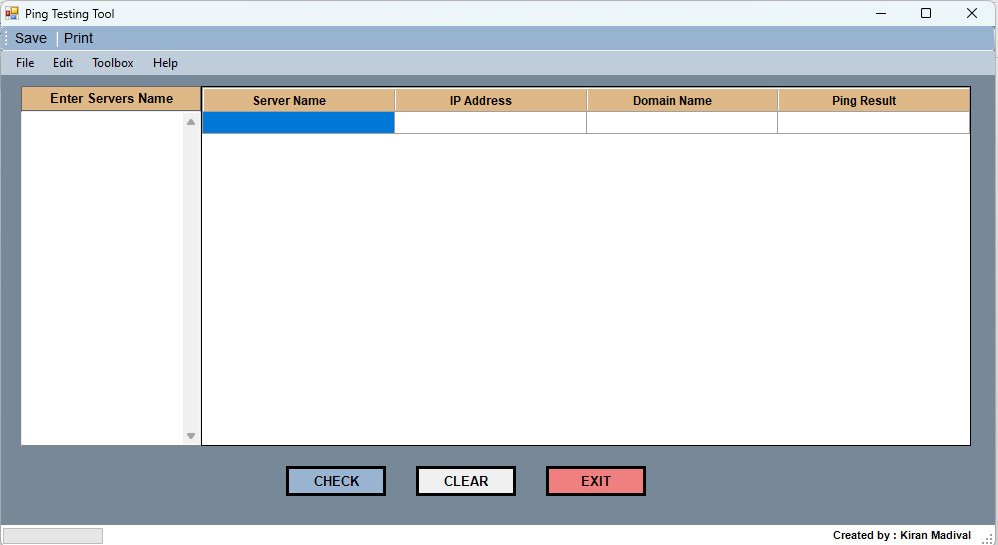 Ping Testing Tool
Save Print
File Edit Toolbox Help
Enter Servers Name Server Name IP Address Domain Name Ping Result
CHECK CLEAR EXIT
Created by : Kiran Madival